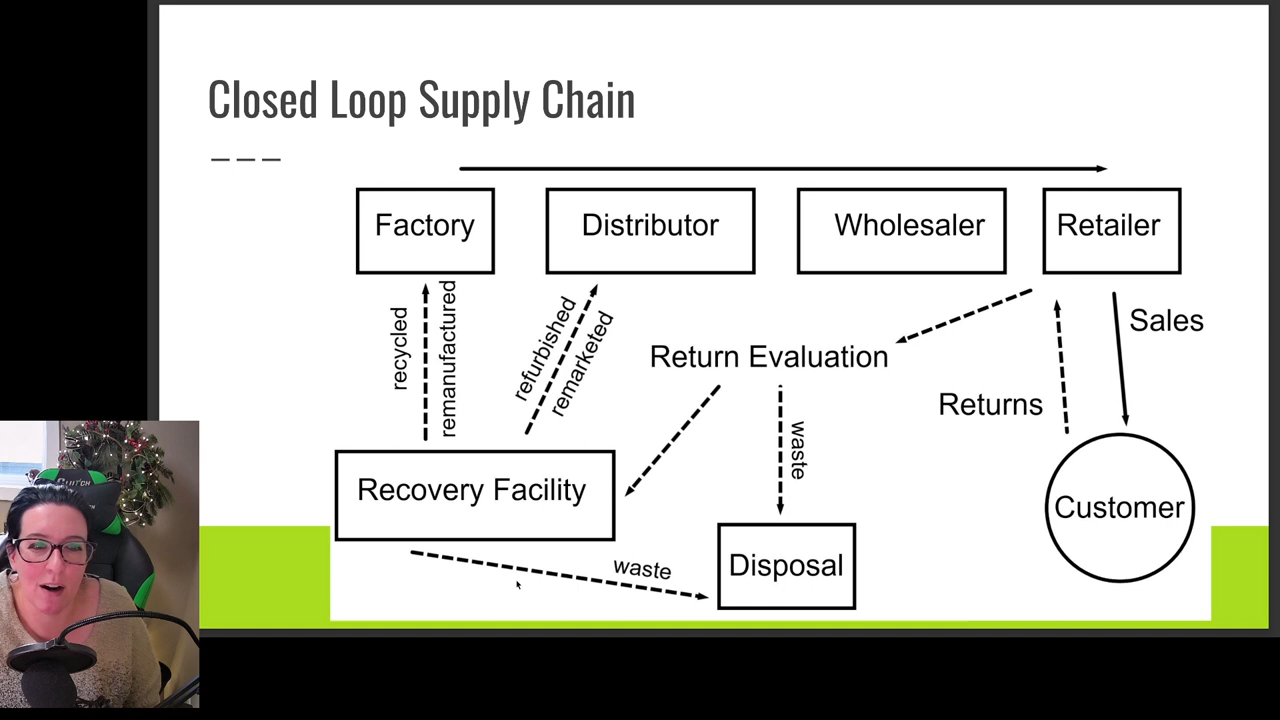 Closed Loop Supply Chain
Factory
Distributor
Wholesaler
Retailer
recycled
remanufactured
refurbished
remarketed
Return Evaluation
Sales
Returns
waste
Recovery Facility
Customer
waste
Disposal